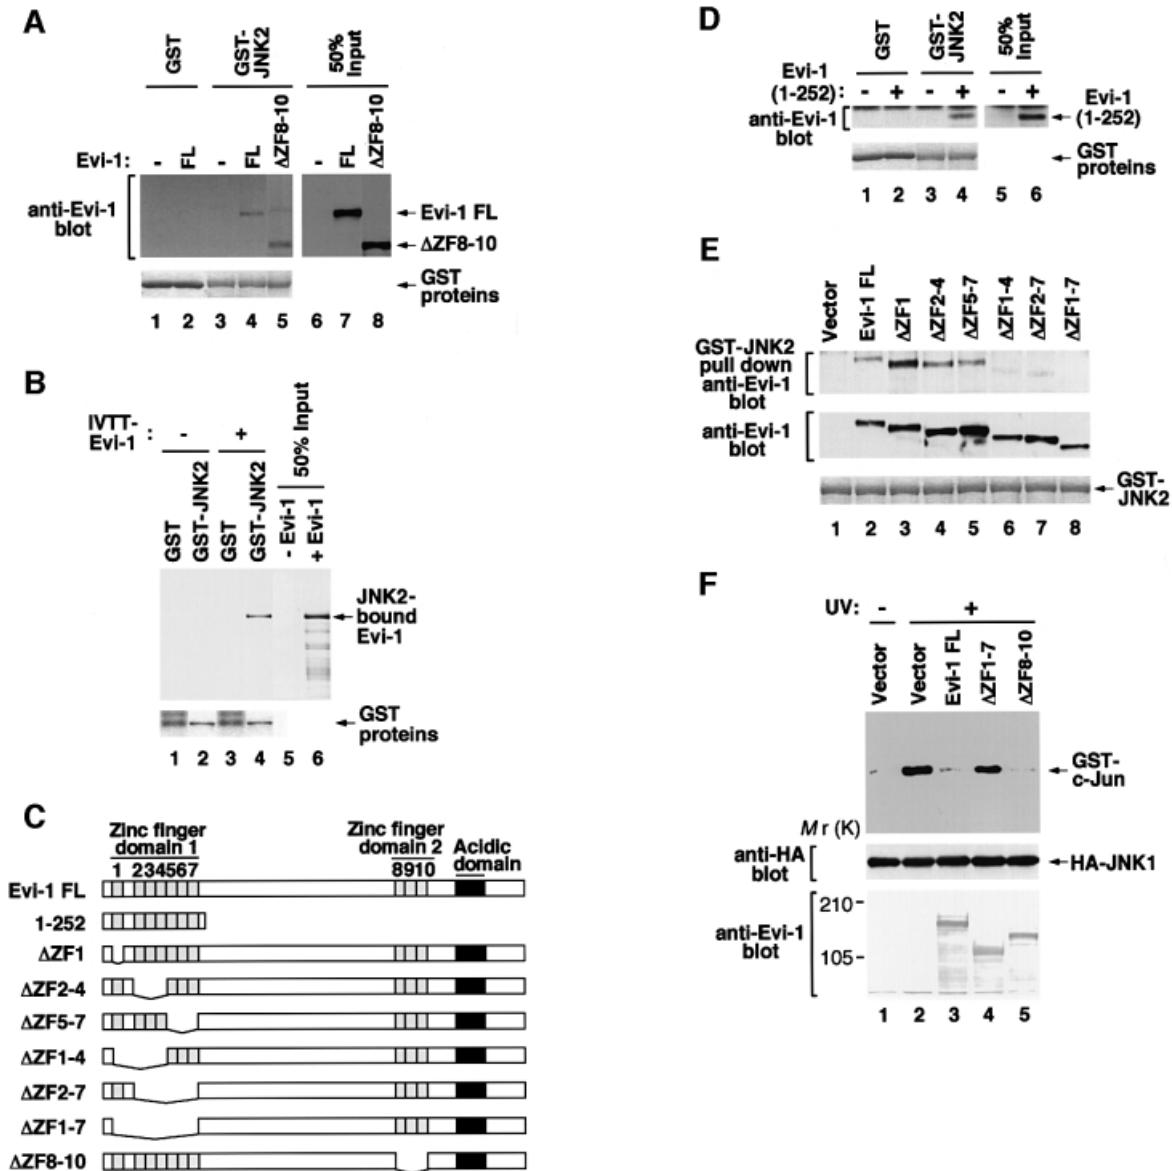 A
GST
GST-
JNK2
50%
Input
Evi-1: - FL - FL ΔZF8-10 - FL ΔZF8-10
anti-Evi-1
blot
Evi-1 FL
ΔZF8-10
GST
proteins
1 2 3 4 5 6 7 8
B
IVTT-
Evi-1 : - +
50% Input
GST GST-JNK2 GST GST-JNK2 - Evi-1 + Evi-1
JNK2-
bound
Evi-1
GST
proteins
1 2 3 4 5 6
C
Zinc finger
domain 1
Zinc finger
domain 2
Acidic
domain
1 234567 8910
Evi-1 FL
1-252
ΔZF1
ΔZF2-4
ΔZF5-7
ΔZF1-4
ΔZF2-7
ΔZF1-7
ΔZF8-10
D
GST
GST-
JNK2
50%
Input
Evi-1
(1-252): - + - + - +
anti-Evi-1
blot
Evi-1
(1-252)
GST
proteins
1 2 3 4 5 6
E
Vector Evi-1 FL ΔZF1 ΔZF2-4 ΔZF5-7 ΔZF1-4 ΔZF2-7 ΔZF1-7
GST-JNK2
pull down
anti-Evi-1
blot
anti-Evi-1
blot
GST-
JNK2
1 2 3 4 5 6 7 8
F
UV: - +
Vector Vector Evi-1 FL ΔZF1-7 ΔZF8-10
GST-
c-Jun
Mr (K)
anti-HA
blot
HA-JNK1
210-
anti-Evi-1
blot
105-
1 2 3 4 5